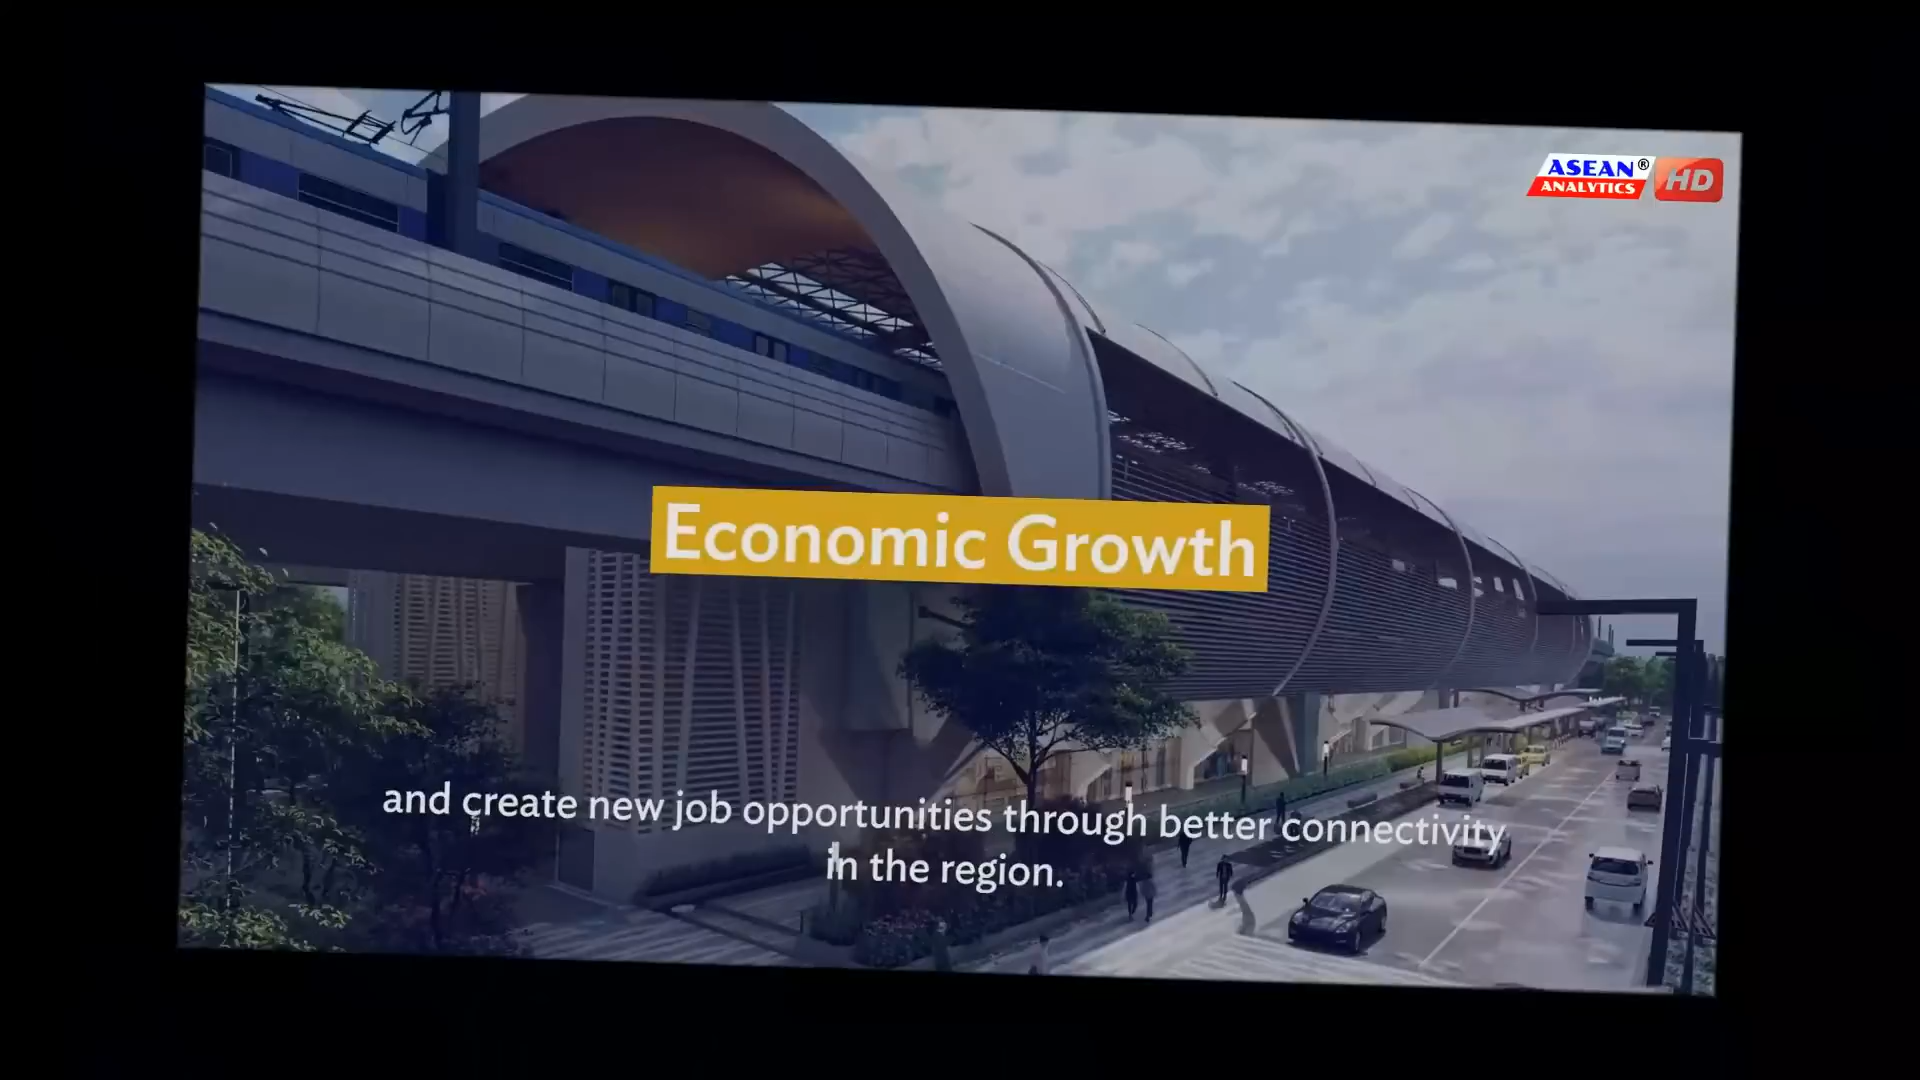 ASEAN®
ANALYTICS
HD
Economic Growth
and create new job opportunities through better connectivity
in the region.